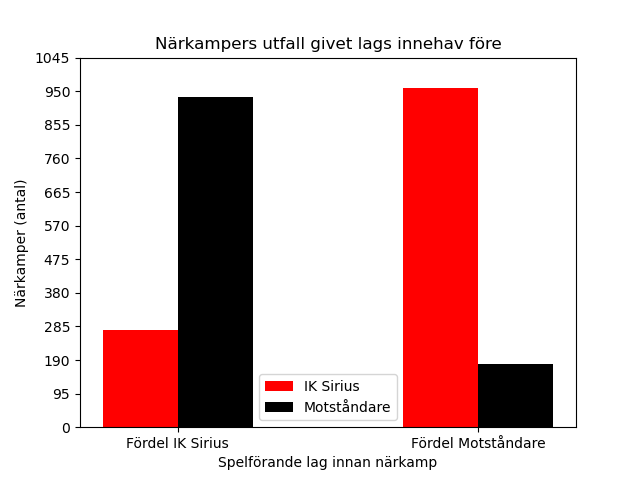 Närkampers utfall givet lags innehav före
Närkamper (antal)
1045
950
855
760
665
570
475
380
285
190
95
0
IK Sirius
Motståndare
Fördel IK Sirius
Fördel Motståndare
Spelförande lag innan närkamp